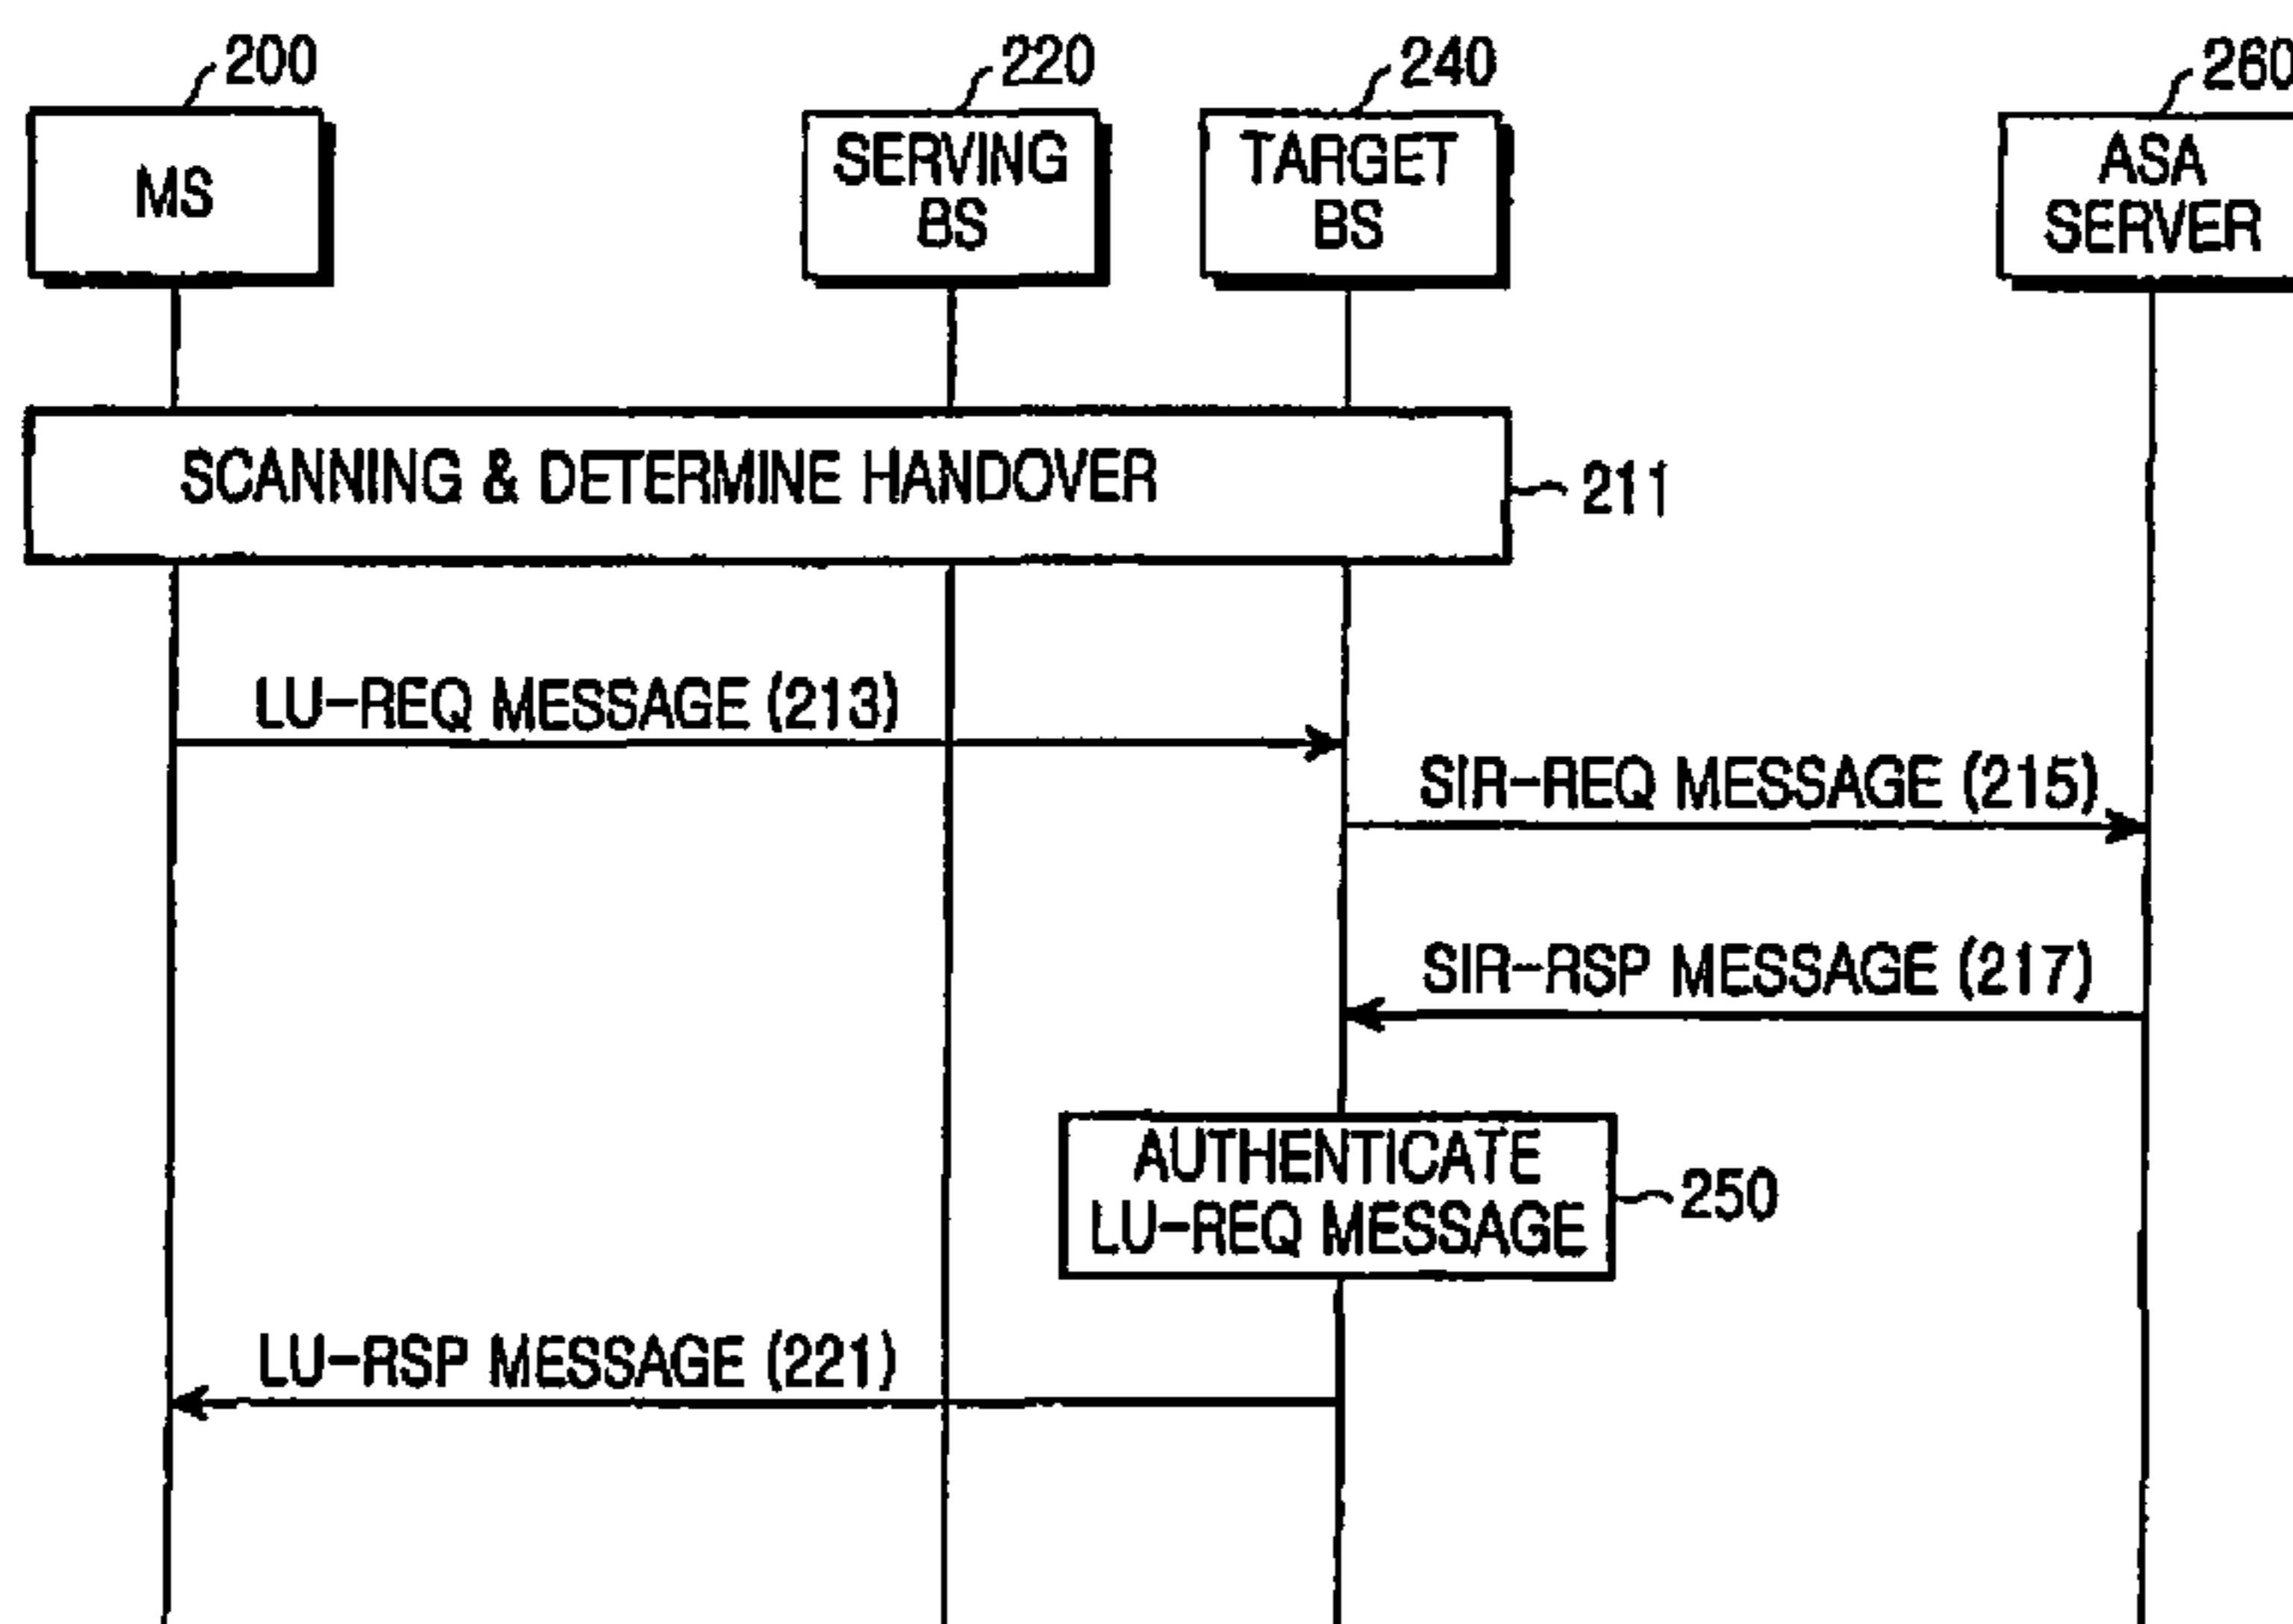 200
220
240
260
MS
SERVING
BS
TARGET
BS
ASA
SERVER
SCANNING & DETERMINE HANDOVER
211
LU-REQ MESSAGE (213)
SIR-REQ MESSAGE (215)
SIR-RSP MESSAGE (217)
AUTHENTICATE
LU-REQ MESSAGE
250
LU-RSP MESSAGE (221)